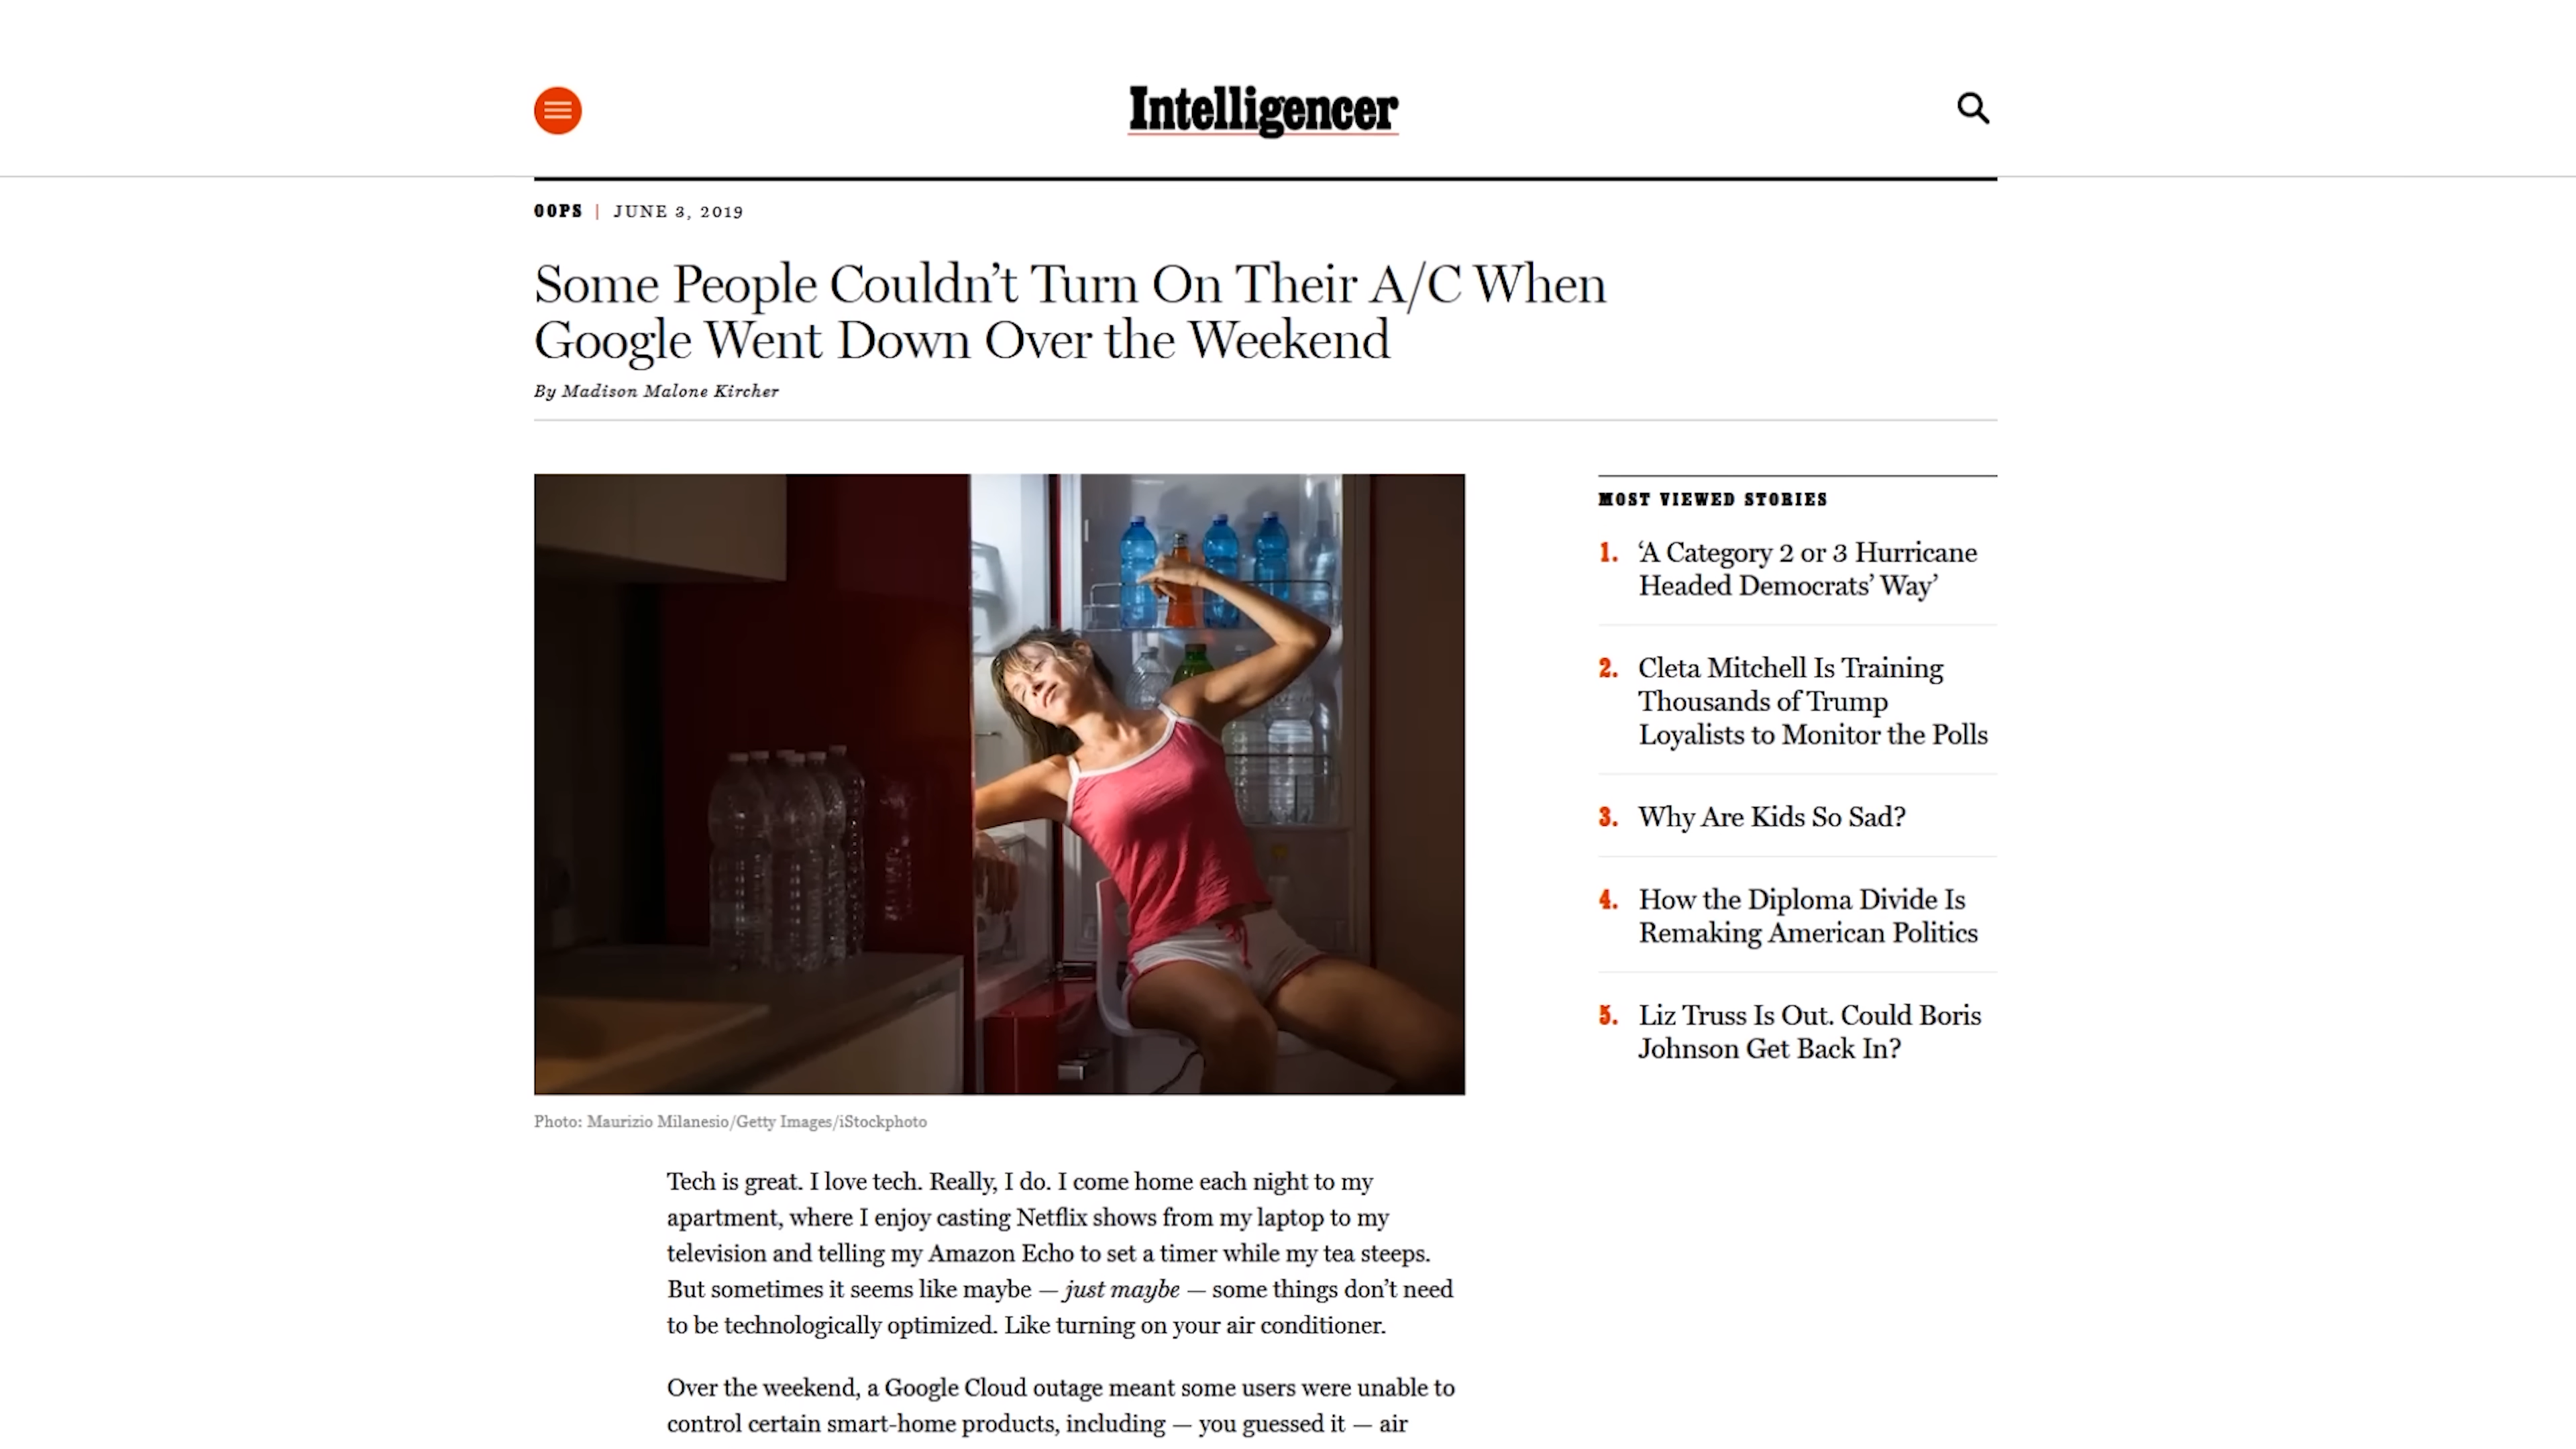 Intelligencer
OOPS | JUNE 3, 2019
Some People Couldn’t Turn On Their A/C When
Google Went Down Over the Weekend
By Madison Malone Kircher
MOST VIEWED STORIES
1. ‘A Category 2 or 3 Hurricane
Headed Democrats’ Way’
2. Cleta Mitchell Is Training
Thousands of Trump
Loyalists to Monitor the Polls
3. Why Are Kids So Sad?
4. How the Diploma Divide Is
Remaking American Politics
5. Liz Truss Is Out. Could Boris
Johnson Get Back In?
Photo: Maurizio Milanesio/Getty Images/iStockphoto
Tech is great. I love tech. Really, I do. I come home each night to my
apartment, where I enjoy casting Netflix shows from my laptop to my
television and telling my Amazon Echo to set a timer while my tea steeps.
But sometimes it seems like maybe — just maybe — some things don’t need
to be technologically optimized. Like turning on your air conditioner.
Over the weekend, a Google Cloud outage meant some users were unable to
control certain smart-home products, including — you guessed it — air